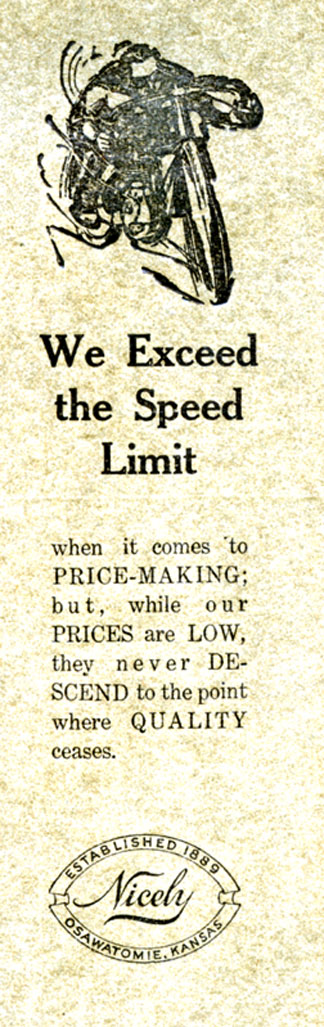 We Exceed
the Speed
Limit
when it comes to
PRICE-MAKING;
but, while our
PRICES are LOW,
they never DE-
SCEND to the point
where QUALITY
ceases.
ESTABLISHED 1889
Nicely
OSAWATOMIE, KANSAS